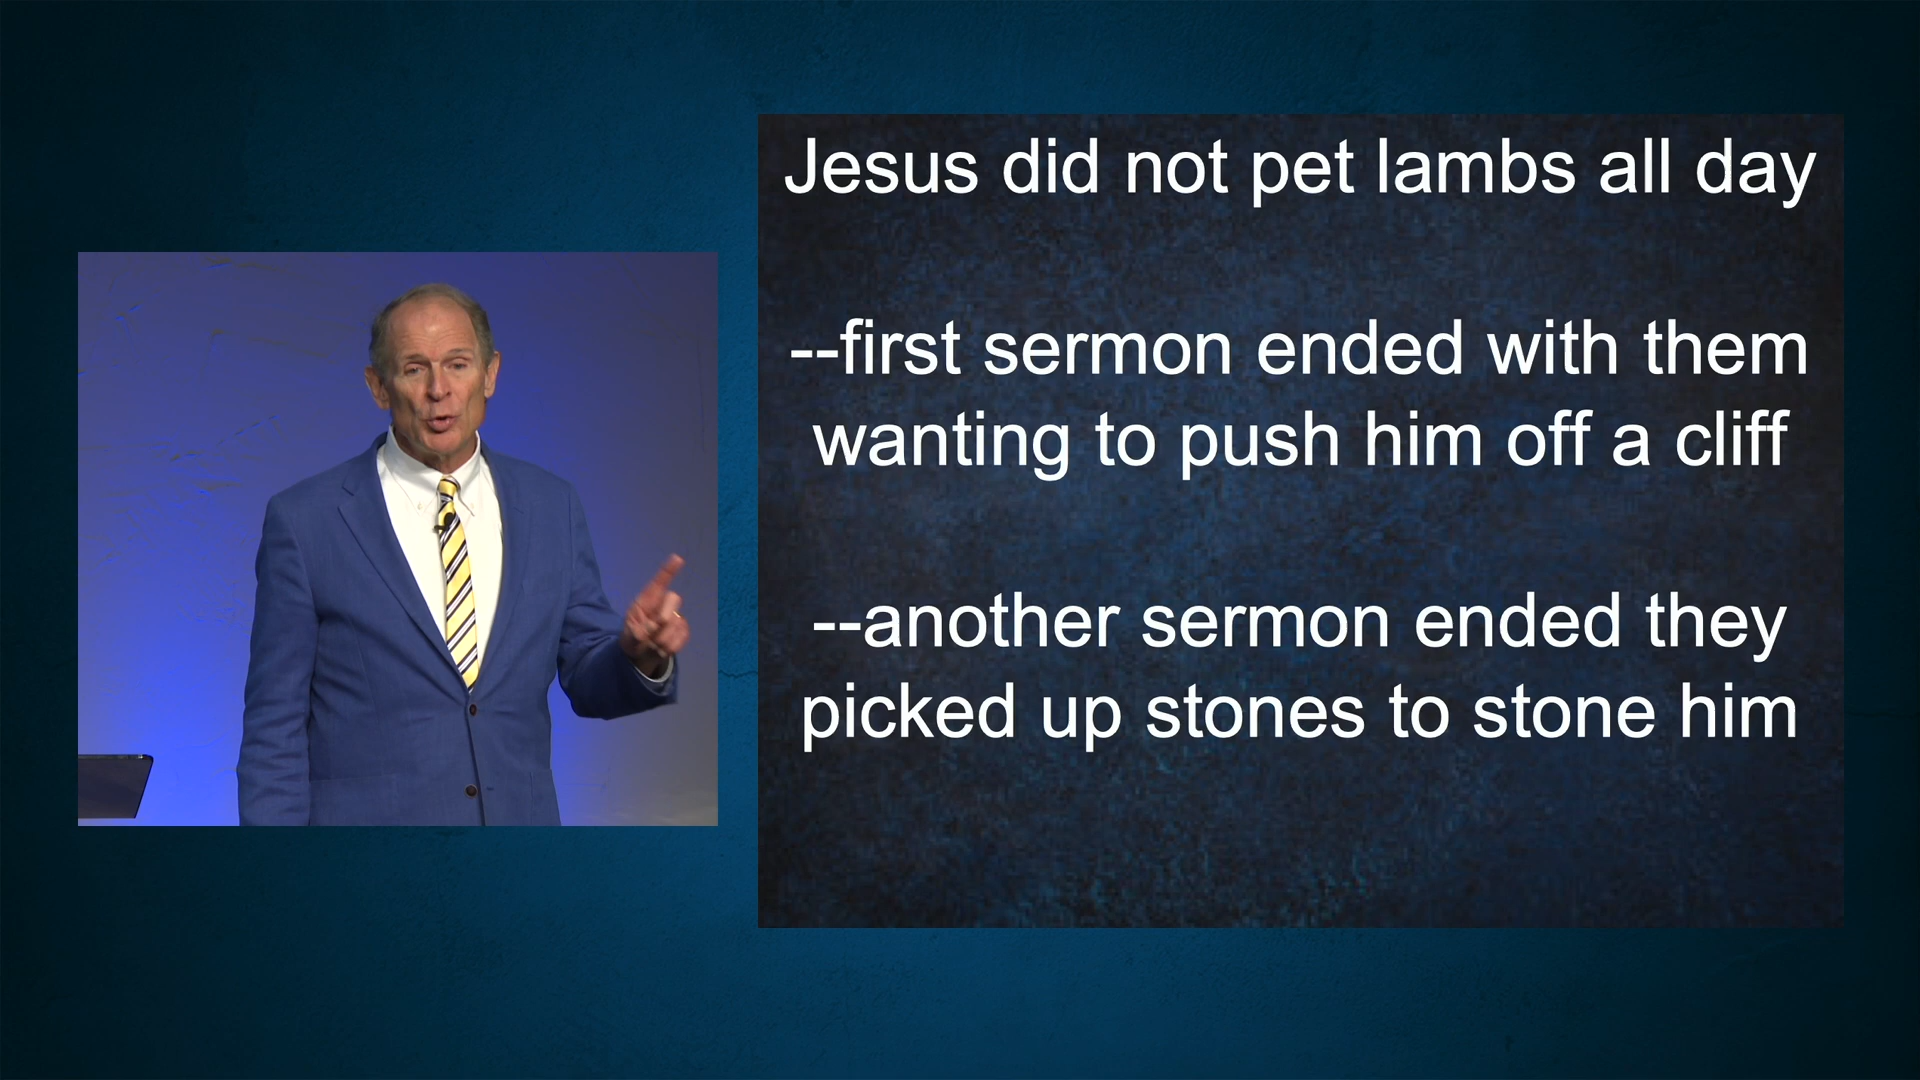 Jesus did not pet lambs all day
--first sermon ended with them
wanting to push him off a cliff
--another sermon ended they
picked up stones to stone him